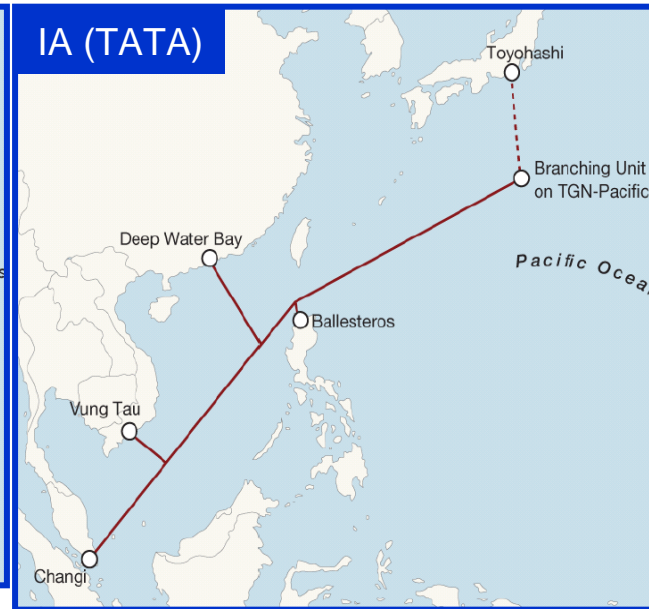 IA (TATA)
Toyohashi
Branching Unit
on TGN-Pacific
Deep Water Bay
Pacific Ocea
Ballesteros
Vung Tau
Changi